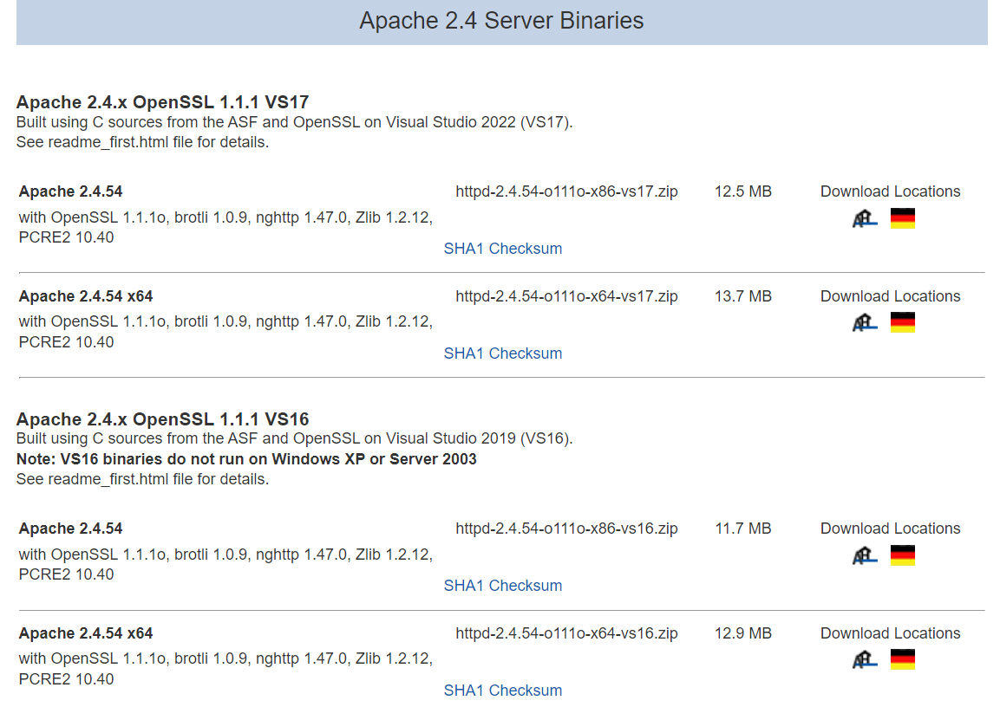 Apache 2.4 Server Binaries
Apache 2.4.x OpenSSL 1.1.1 VS17
Built using C sources from the ASF and OpenSSL on Visual Studio 2022 (VS17).
See readme_first.html file for details.
Apache 2.4.54 httpd-2.4.54-o111o-x86-vs17.zip 12.5 MB Download Locations
with OpenSSL 1.1.1o, brotli 1.0.9, nghttp 1.47.0, Zlib 1.2.12,
PCRE2 10.40
SHA1 Checksum
Apache 2.4.54 x64 httpd-2.4.54-o111o-x64-vs17.zip 13.7 MB Download Locations
with OpenSSL 1.1.1o, brotli 1.0.9, nghttp 1.47.0, Zlib 1.2.12,
PCRE2 10.40
SHA1 Checksum
Apache 2.4.x OpenSSL 1.1.1 VS16
Built using C sources from the ASF and OpenSSL on Visual Studio 2019 (VS16).
Note: VS16 binaries do not run on Windows XP or Server 2003
See readme_first.html file for details.
Apache 2.4.54 httpd-2.4.54-o111o-x86-vs16.zip 11.7 MB Download Locations
with OpenSSL 1.1.1o, brotli 1.0.9, nghttp 1.47.0, Zlib 1.2.12,
PCRE2 10.40
SHA1 Checksum
Apache 2.4.54 x64 httpd-2.4.54-o111o-x64-vs16.zip 12.9 MB Download Locations
with OpenSSL 1.1.1o, brotli 1.0.9, nghttp 1.47.0, Zlib 1.2.12,
PCRE2 10.40
SHA1 Checksum